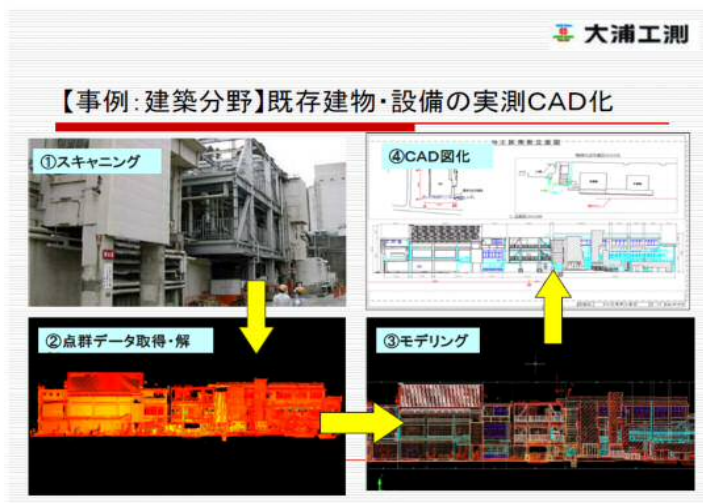 大浦工測
【事例:建築分野】既存建物・設備の実測CAD化
①スキャニング
④CAD図化
②点群データ取得・解
③モデリング